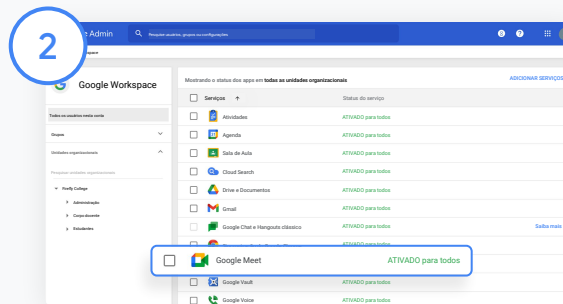 2
Admin
Pesquise usuários, grupos ou configurações
Google Workspace
Todos os usuários nesta conta
Grupos
Unidades organizacionais
Pesquisar unidades organizacionais
Firefly College
Administração
Corpo docente
Estudantes
Mostrando o status dos apps em todas as unidades organizacionais
ADICIONAR SERVIÇOS
Serviços
Status do serviço
Atividades ATIVADO para todos
Agenda ATIVADO para todos
Sala de Aula ATIVADO para todos
Cloud Search ATIVADO para todos
Drive e Documentos ATIVADO para todos
Gmail ATIVADO para todos
Google Chat e Hangouts clássico ATIVADO para todos Saiba mais
Google Meet ATIVADO para todos
Google Vault ATIVADO para todos
Google Voice ATIVADO para todos